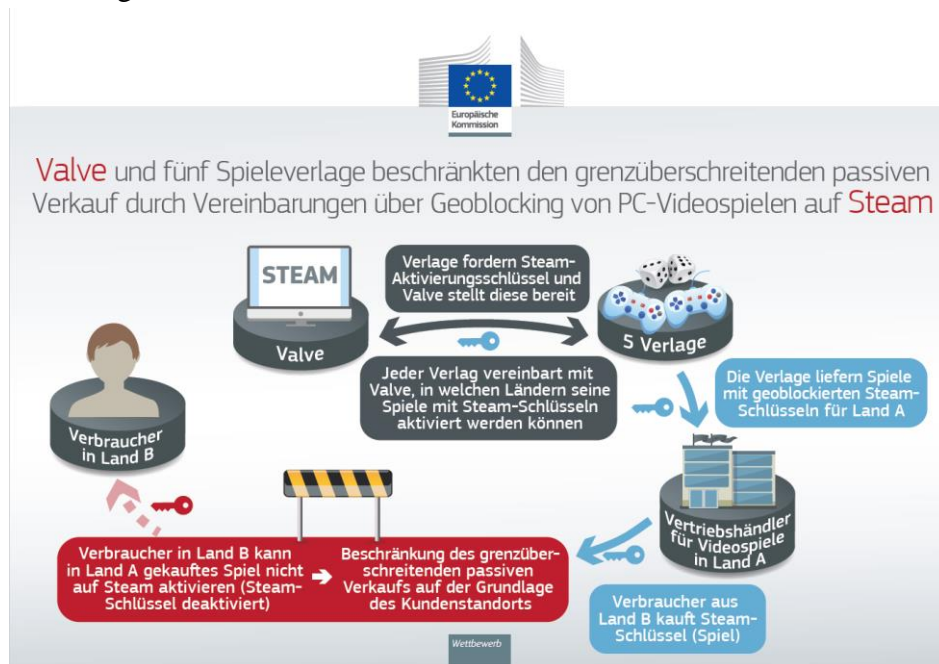 Europäische
Kommission
Valve und fünf Spieleverlage beschränkten den grenzüberschreitenden passiven
Verkauf durch Vereinbarungen über Geoblocking von PC-Videospielen auf Steam
STEAM
Valve
Verlage fordern Steam-
Aktivierungsschlüssel und
Valve stellt diese bereit
5 Verlage
Jeder Verlag vereinbart mit
Valve, in welchen Ländern seine
Spiele mit Steam-Schlüsseln
aktiviert werden können
Die Verlage liefern Spiele
mit geoblockierten Steam-
Schlüsseln für Land A
Verbraucher
in Land B
Vertriebshändler
für Videospiele
in Land A
Verbraucher in Land B kann
in Land A gekauftes Spiel nicht
auf Steam aktivieren (Steam-
Schlüssel deaktiviert)
Beschränkung des grenzüber-
schreitenden passiven
Verkaufs auf der Grundlage
des Kundenstandorts
Verbraucher aus
Land B kauft Steam-
Schlüssel (Spiel)
Wettbewerb